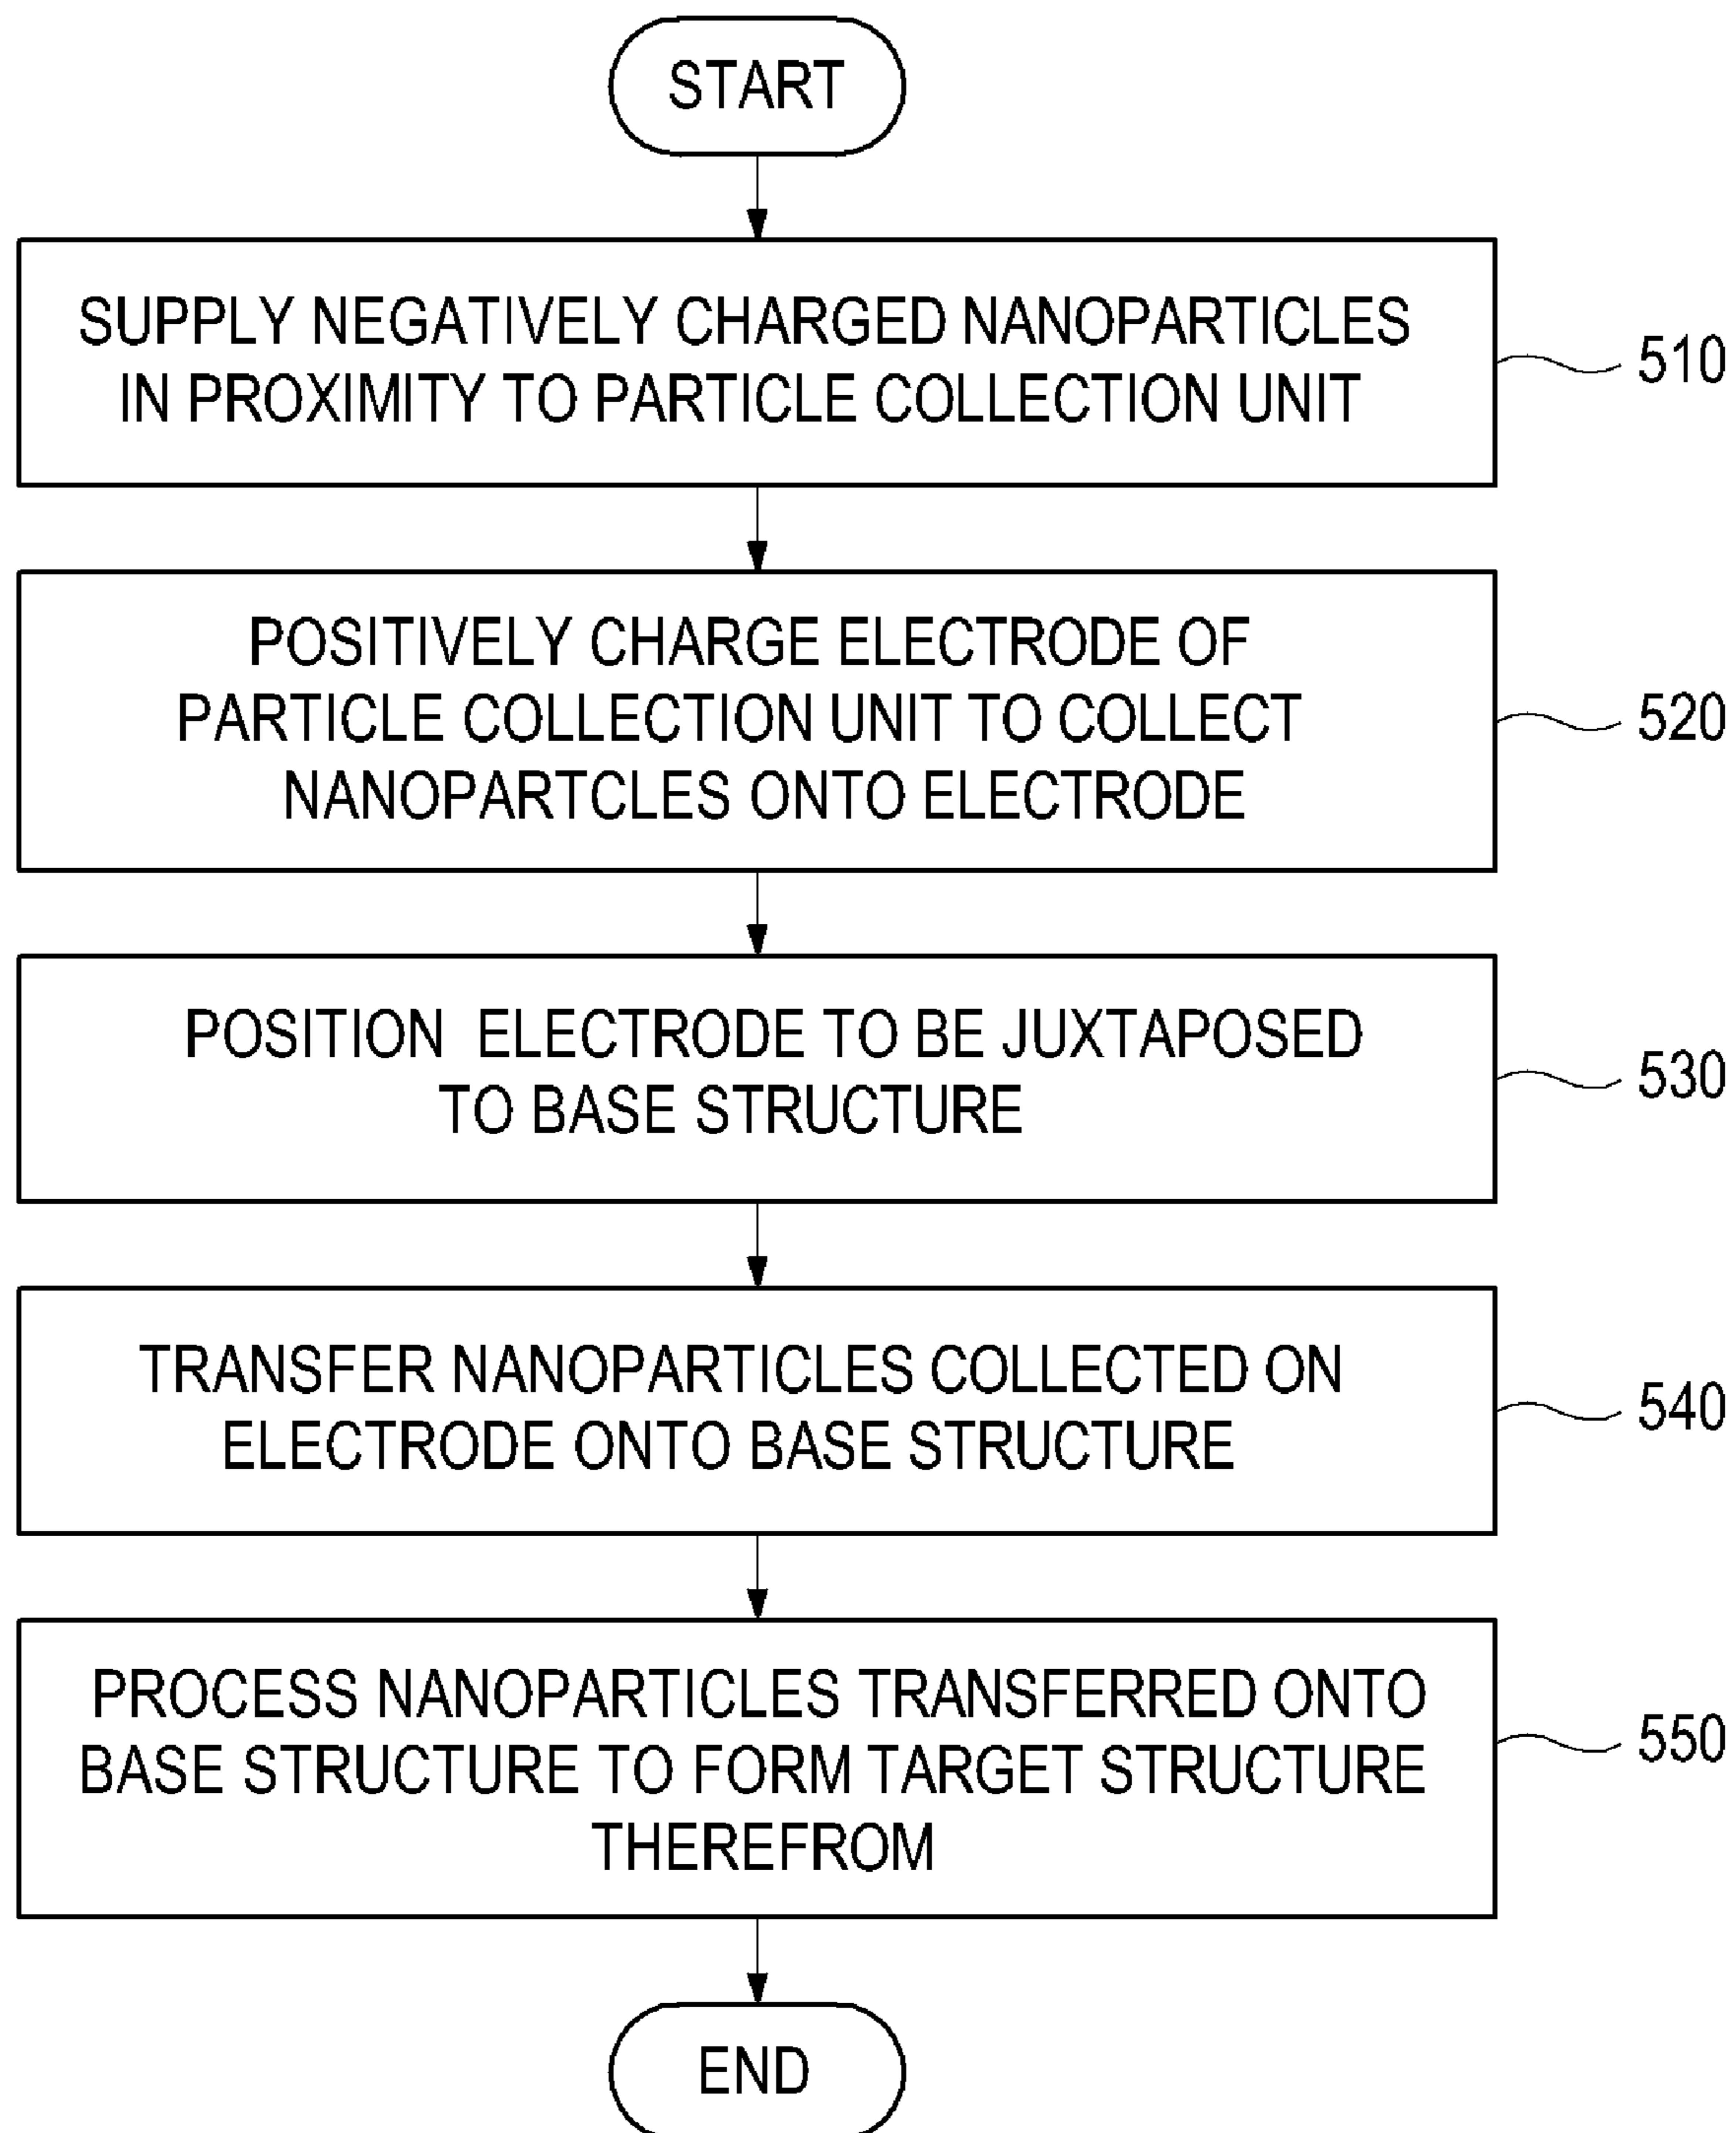 START
SUPPLY NEGATIVELY CHARGED NANOPARTICLES
IN PROXIMITY TO PARTICLE COLLECTION UNIT
510
POSITIVELY CHARGE ELECTRODE OF
PARTICLE COLLECTION UNIT TO COLLECT
NANOPARTCLES ONTO ELECTRODE
520
POSITION ELECTRODE TO BE JUXTAPOSED
TO BASE STRUCTURE
530
TRANSFER NANOPARTICLES COLLECTED ON
ELECTRODE ONTO BASE STRUCTURE
540
PROCESS NANOPARTICLES TRANSFERRED ONTO
BASE STRUCTURE TO FORM TARGET STRUCTURE
THEREFROM
550
END